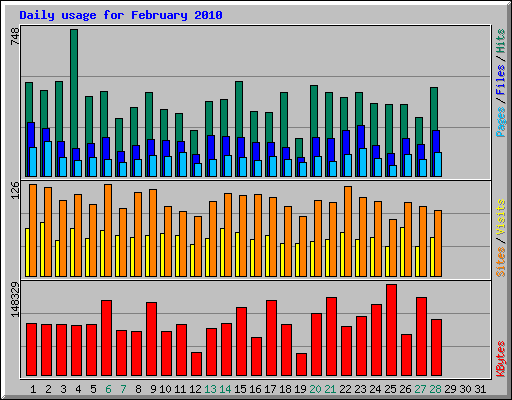 Daily usage for February 2010
748
Pages / Files / Hits
126
Sites / Visits
148329
KBytes
1 2 3 4 5 6 7 8 9 10 11 12 13 14 15 16 17 18 19 20 21 22 23 24 25 26 27 28 29 30 31